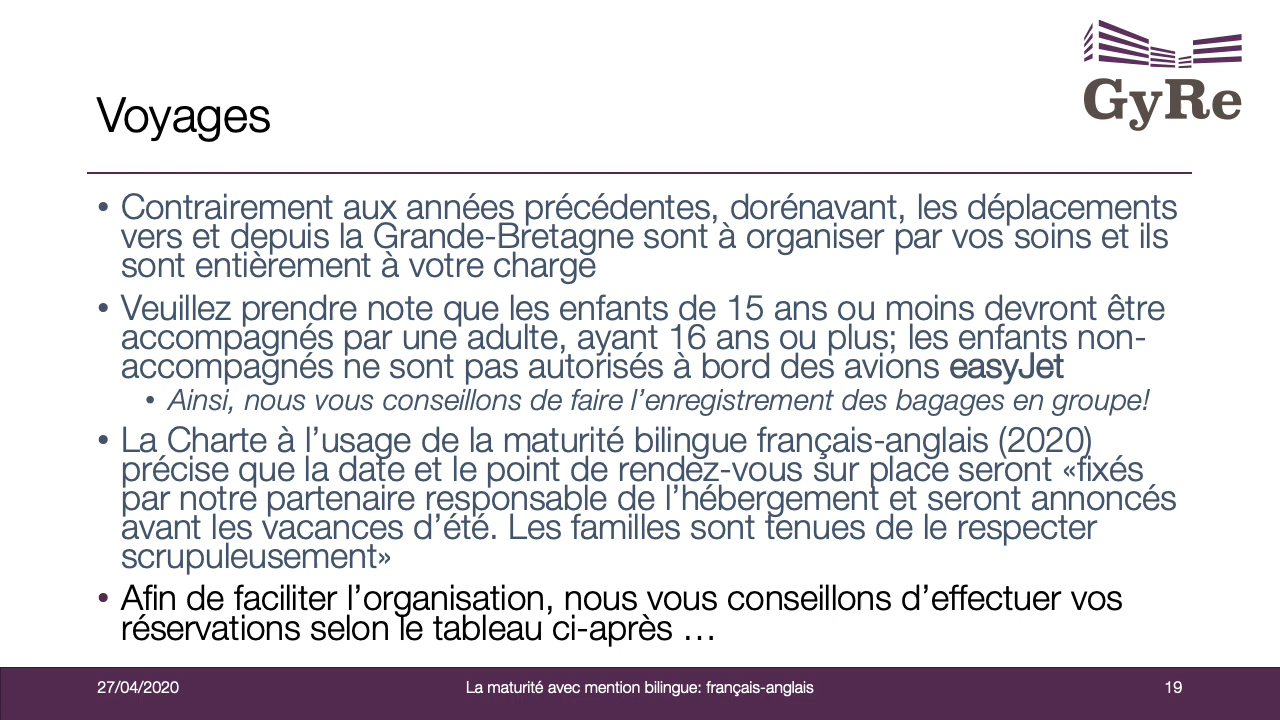 GyRe
Voyages
• Contrairement aux années précédentes, dorénavant, les déplacements
vers et depuis la Grande-Bretagne sont à organiser par vos soins et ils
sont entièrement à votre charge
• Veuillez prendre note que les enfants de 15 ans ou moins devront être
accompagnés par une adulte, ayant 16 ans ou plus; les enfants non-
accompagnés ne sont pas autorisés à bord des avions easyJet
• Ainsi, nous vous conseillons de faire l’enregistrement des bagages en groupe!
• La Charte à l’usage de la maturité bilingue français-anglais (2020)
précise que la date et le point de rendez-vous sur place seront «fixés
par notre partenaire responsable de l’hébergement et seront annoncés
avant les vacances d’été. Les familles sont tenues de le respecter
scrupuleusement»
• Afin de faciliter l’organisation, nous vous conseillons d’effectuer vos
réservations selon le tableau ci-après …
27/04/2020
La maturité avec mention bilingue: français-anglais
19